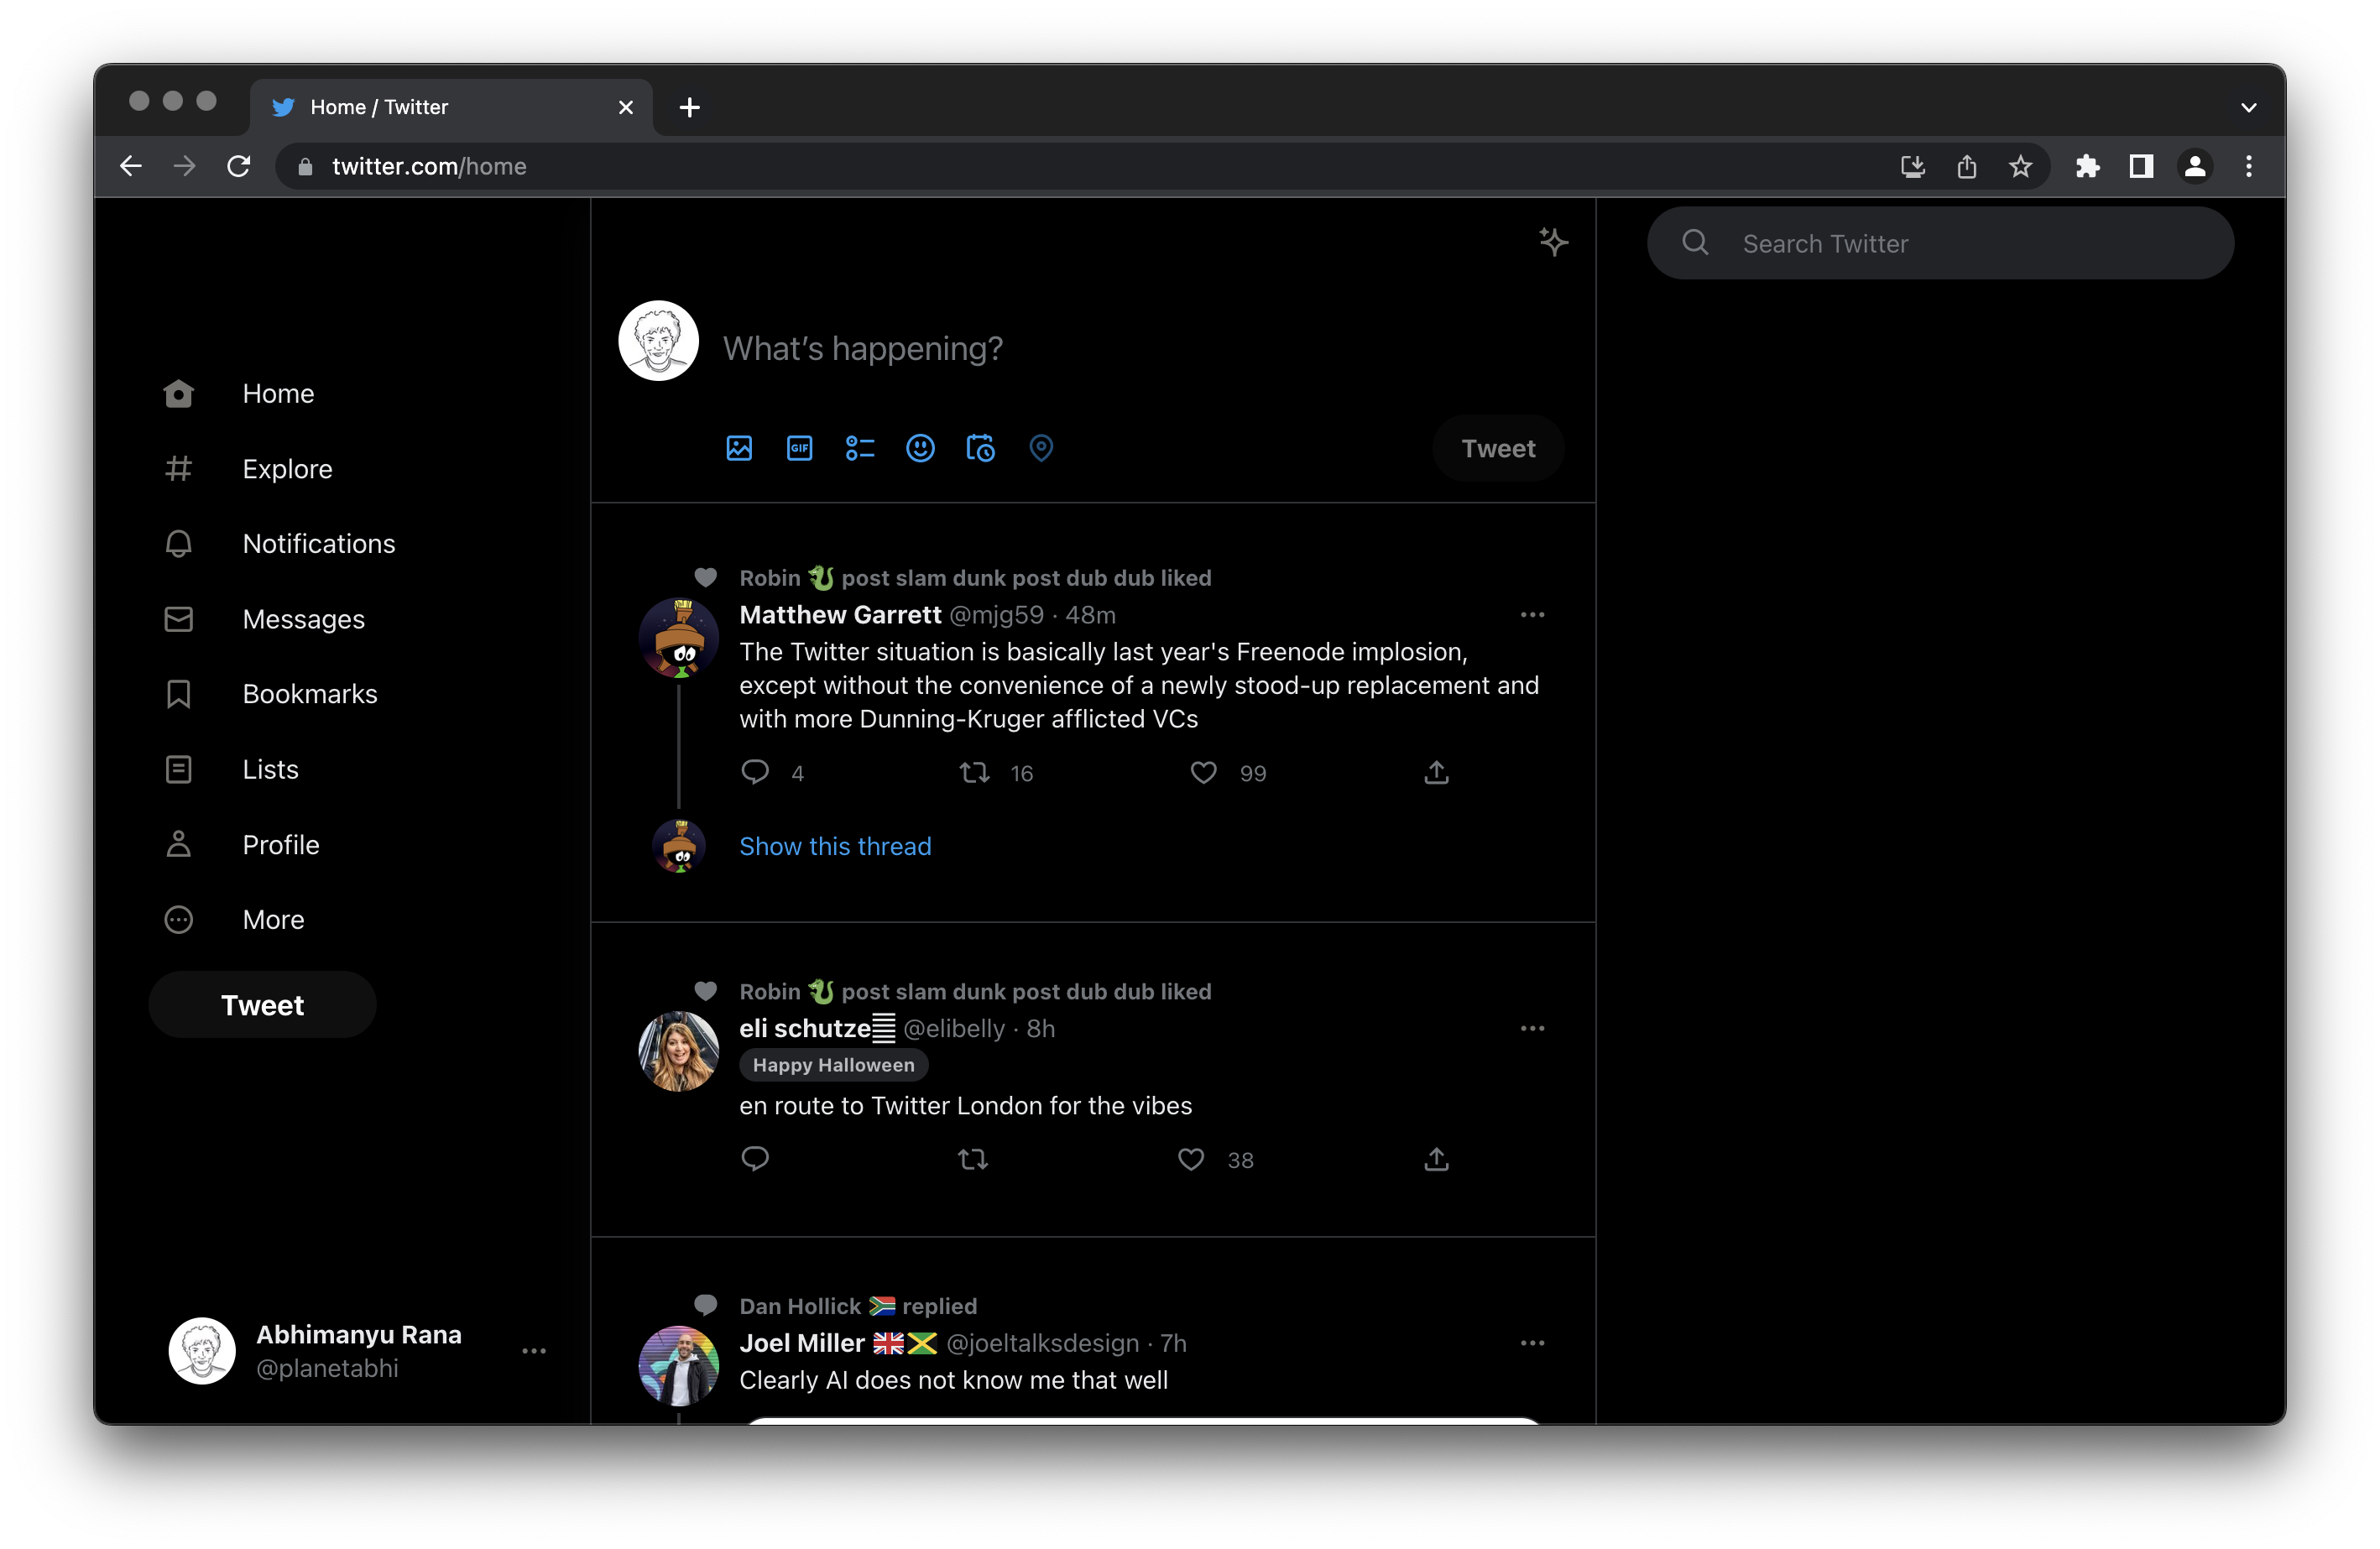 Home / Twitter
twitter.com/home
Home
Explore
Notifications
Messages
Bookmarks
Lists
Profile
More
Tweet
Abhimanyu Rana
@planetabhi
What’s happening?
GIF
Tweet
Robin 🐉 post slam dunk post dub dub liked
Matthew Garrett @mjg59 · 48m
The Twitter situation is basically last year's Freenode implosion,
except without the convenience of a newly stood-up replacement and
with more Dunning-Kruger afflicted VCs
4 16 99
Show this thread
Robin 🐉 post slam dunk post dub dub liked
eli schutze @elibelly · 8h
Happy Halloween
en route to Twitter London for the vibes
38
Dan Hollick 🇿🇦 replied
Joel Miller 🇬🇧🇯🇲 @joeltalksdesign · 7h
Clearly AI does not know me that well
Search Twitter